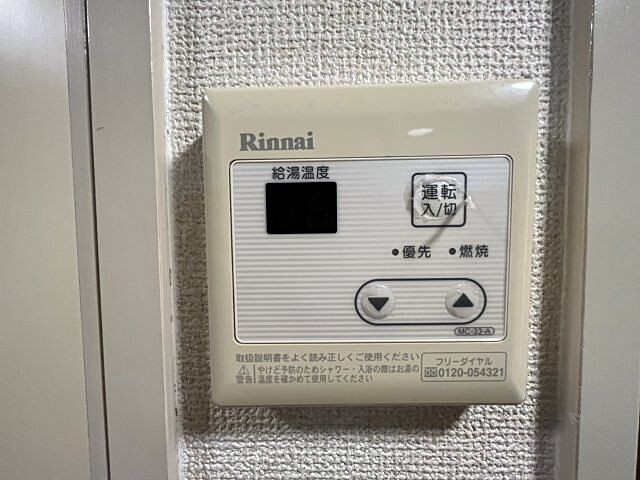 Rinnai
給湯温度
運転
入/切
優先
燃焼
MC-33-A
取扱説明書をよく読み正しくご使用ください
警告
やけど予防のためシャワー・入浴の際はお湯の
温度を確かめて使用してください
フリーダイヤル
0120-054321